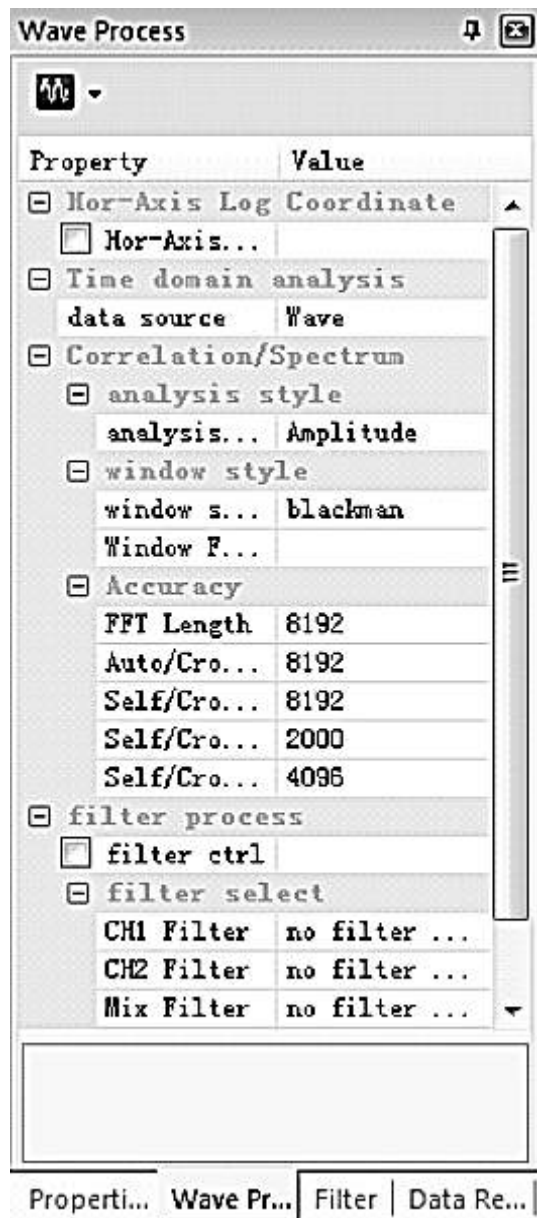 Wave Process
Property Value
Hor-Axis Log Coordinate
Hor-Axis...
Time domain analysis
data source Wave
Correlation/Spectrum
analysis style
analysis... Amplitude
window style
window s... blackman
Window F...
Accuracy
FFT Length 8192
Auto/Cro... 8192
Self/Cro... 8192
Self/Cro... 2000
Self/Cro... 4096
filter process
filter ctrl
filter select
CH1 Filter no filter ...
CH2 Filter no filter ...
Mix Filter no filter ...
Properti... Wave Pr... Filter Data Re...